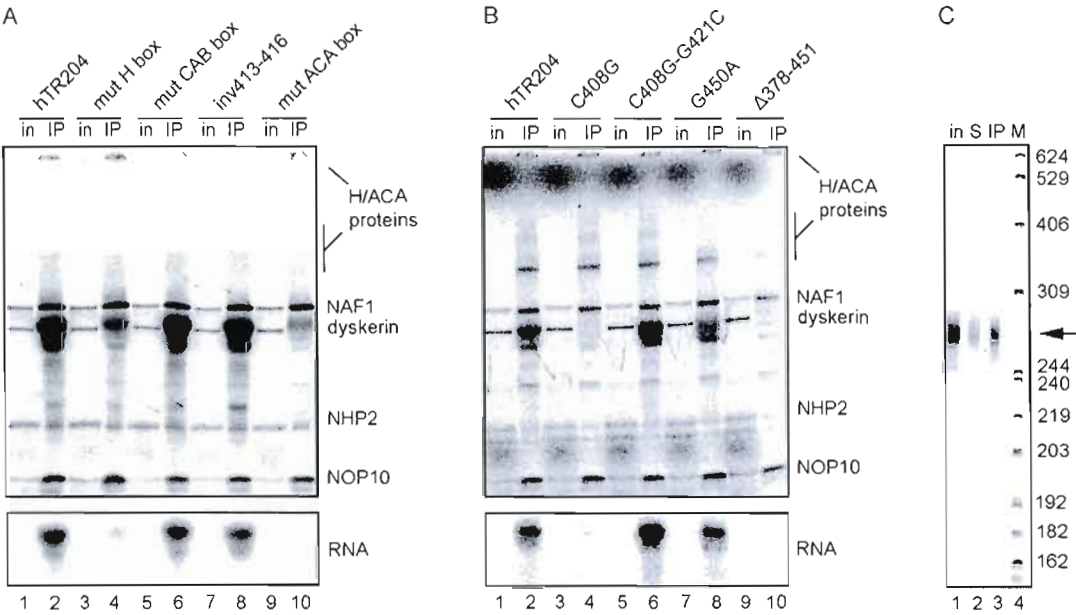 A
hTR204
mut H box
mut CAB box
inv413-416
mut ACA box
in IP in IP in IP in IP in IP
H/ACA
proteins
NAF1
dyskerin
NHP2
NOP10
RNA
1 2 3 4 5 6 7 8 9 10
B
hTR204
C408G
C408G-G421C
G450A
Δ378-451
in IP in IP in IP in IP in IP
H/ACA
proteins
NAF1
dyskerin
NHP2
NOP10
RNA
1 2 3 4 5 6 7 8 9 10
C
in S IP M
624
529
406
309
244
240
219
203
192
182
162
1 2 3 4